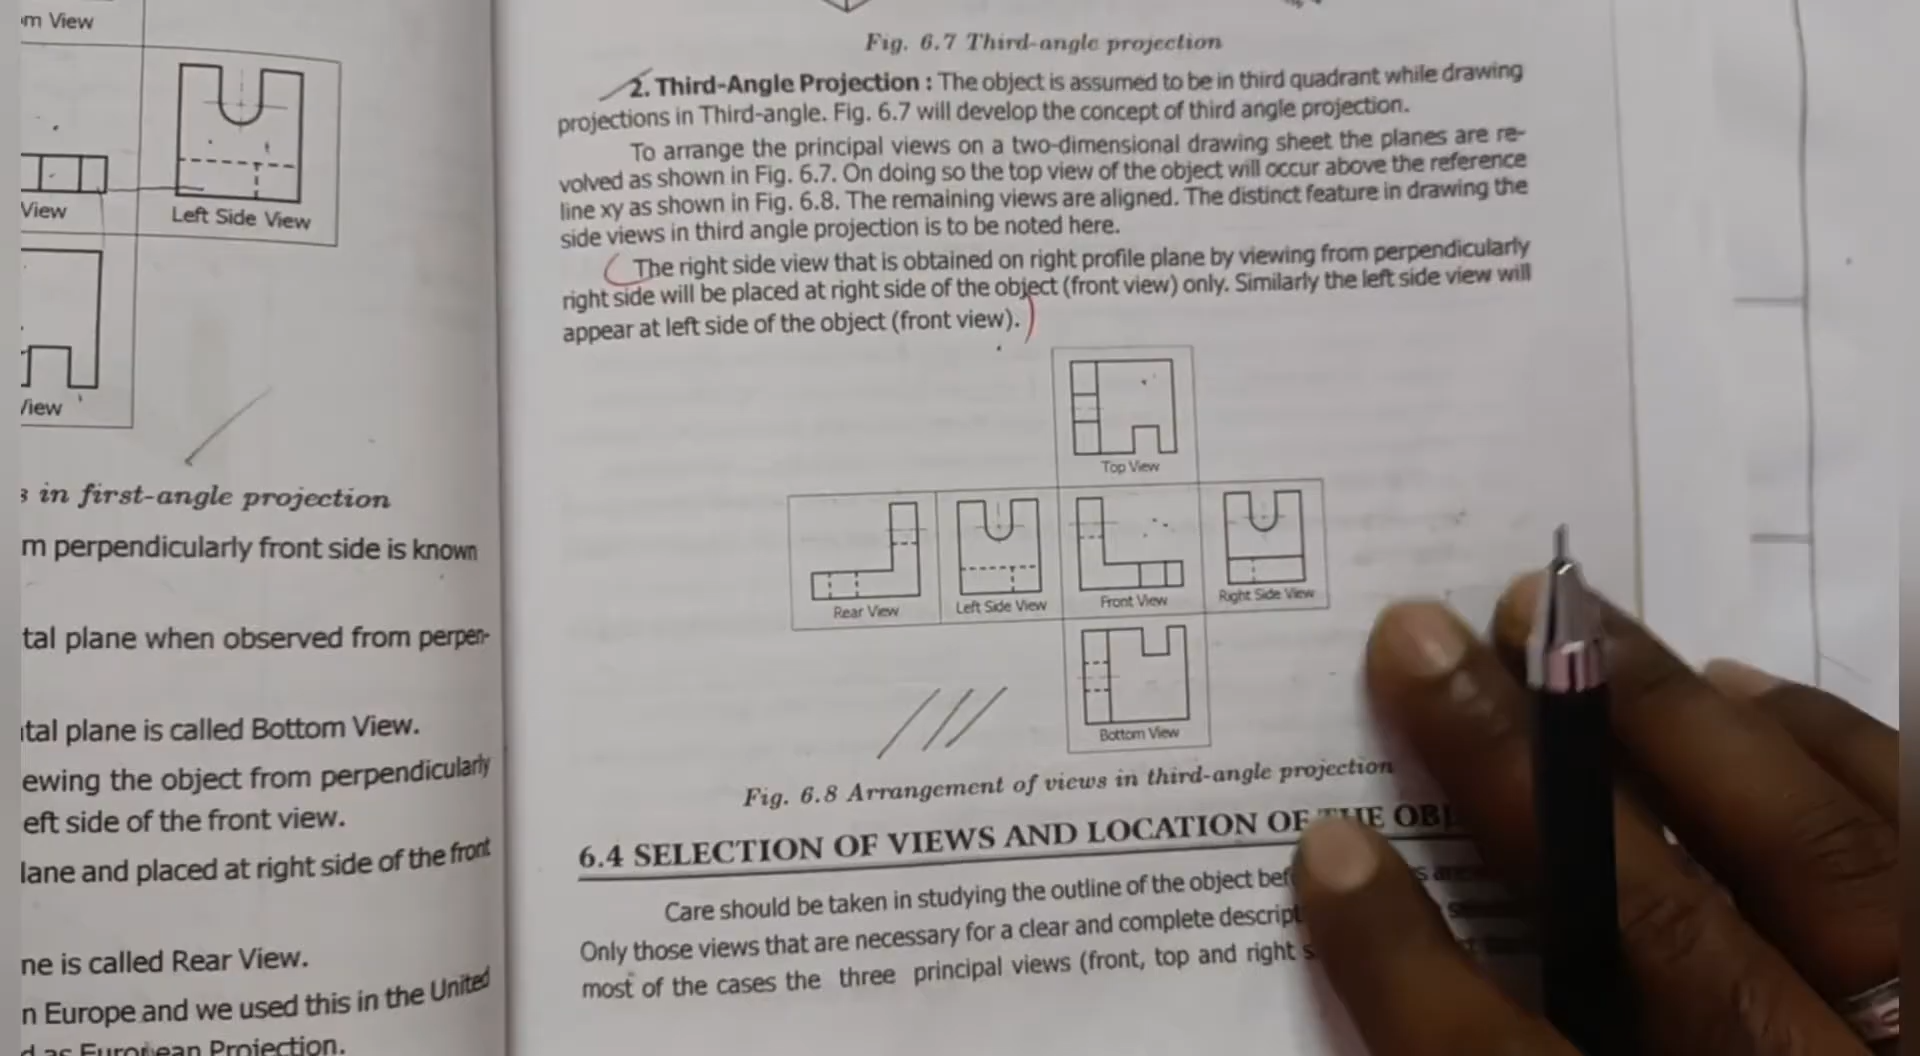 m View
View
Left Side View
View
s in first-angle projection
m perpendicularly front side is known
tal plane when observed from perpen-
tal plane is called Bottom View.
ewing the object from perpendicularly
eft side of the front view.
lane and placed at right side of the front
ne is called Rear View.
n Europe and we used this in the United
d as European Projection.
Fig. 6.7 Third-angle projection
2. Third-Angle Projection : The object is assumed to be in third quadrant while drawing
projections in Third-angle. Fig. 6.7 will develop the concept of third angle projection.
To arrange the principal views on a two-dimensional drawing sheet the planes are re-
volved as shown in Fig. 6.7. On doing so the top view of the object will occur above the reference
line xy as shown in Fig. 6.8. The remaining views are aligned. The distinct feature in drawing the
side views in third angle projection is to be noted here.
The right side view that is obtained on right profile plane by viewing from perpendicularly
right side will be placed at right side of the object (front view) only. Similarly the left side view will
appear at left side of the object (front view).
Top View
Rear View
Left Side View
Front View
Right Side View
Bottom View
Fig. 6.8 Arrangement of views in third-angle projection
6.4 SELECTION OF VIEWS AND LOCATION OF THE OBJ
Care should be taken in studying the outline of the object bef
Only those views that are necessary for a clear and complete descript
most of the cases the three principal views (front, top and right s